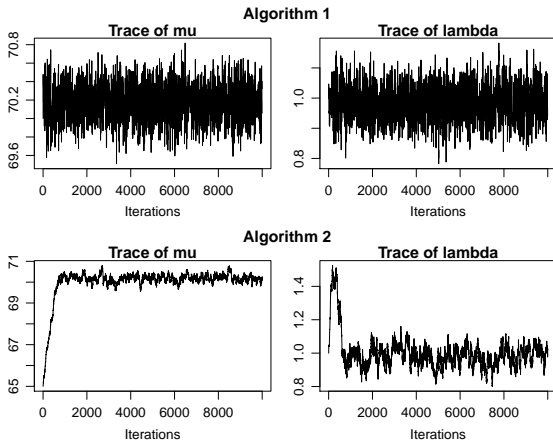 Algorithm 1
Trace of mu
Trace of lambda
70.8
70.2
69.6
1.0
0.8
0 2000 4000 6000 8000
0 2000 4000 6000 8000
Iterations
Iterations
Algorithm 2
Trace of mu
Trace of lambda
71
69
67
65
1.4
1.2
1.0
0.8
0 2000 4000 6000 8000
0 2000 4000 6000 8000
Iterations
Iterations